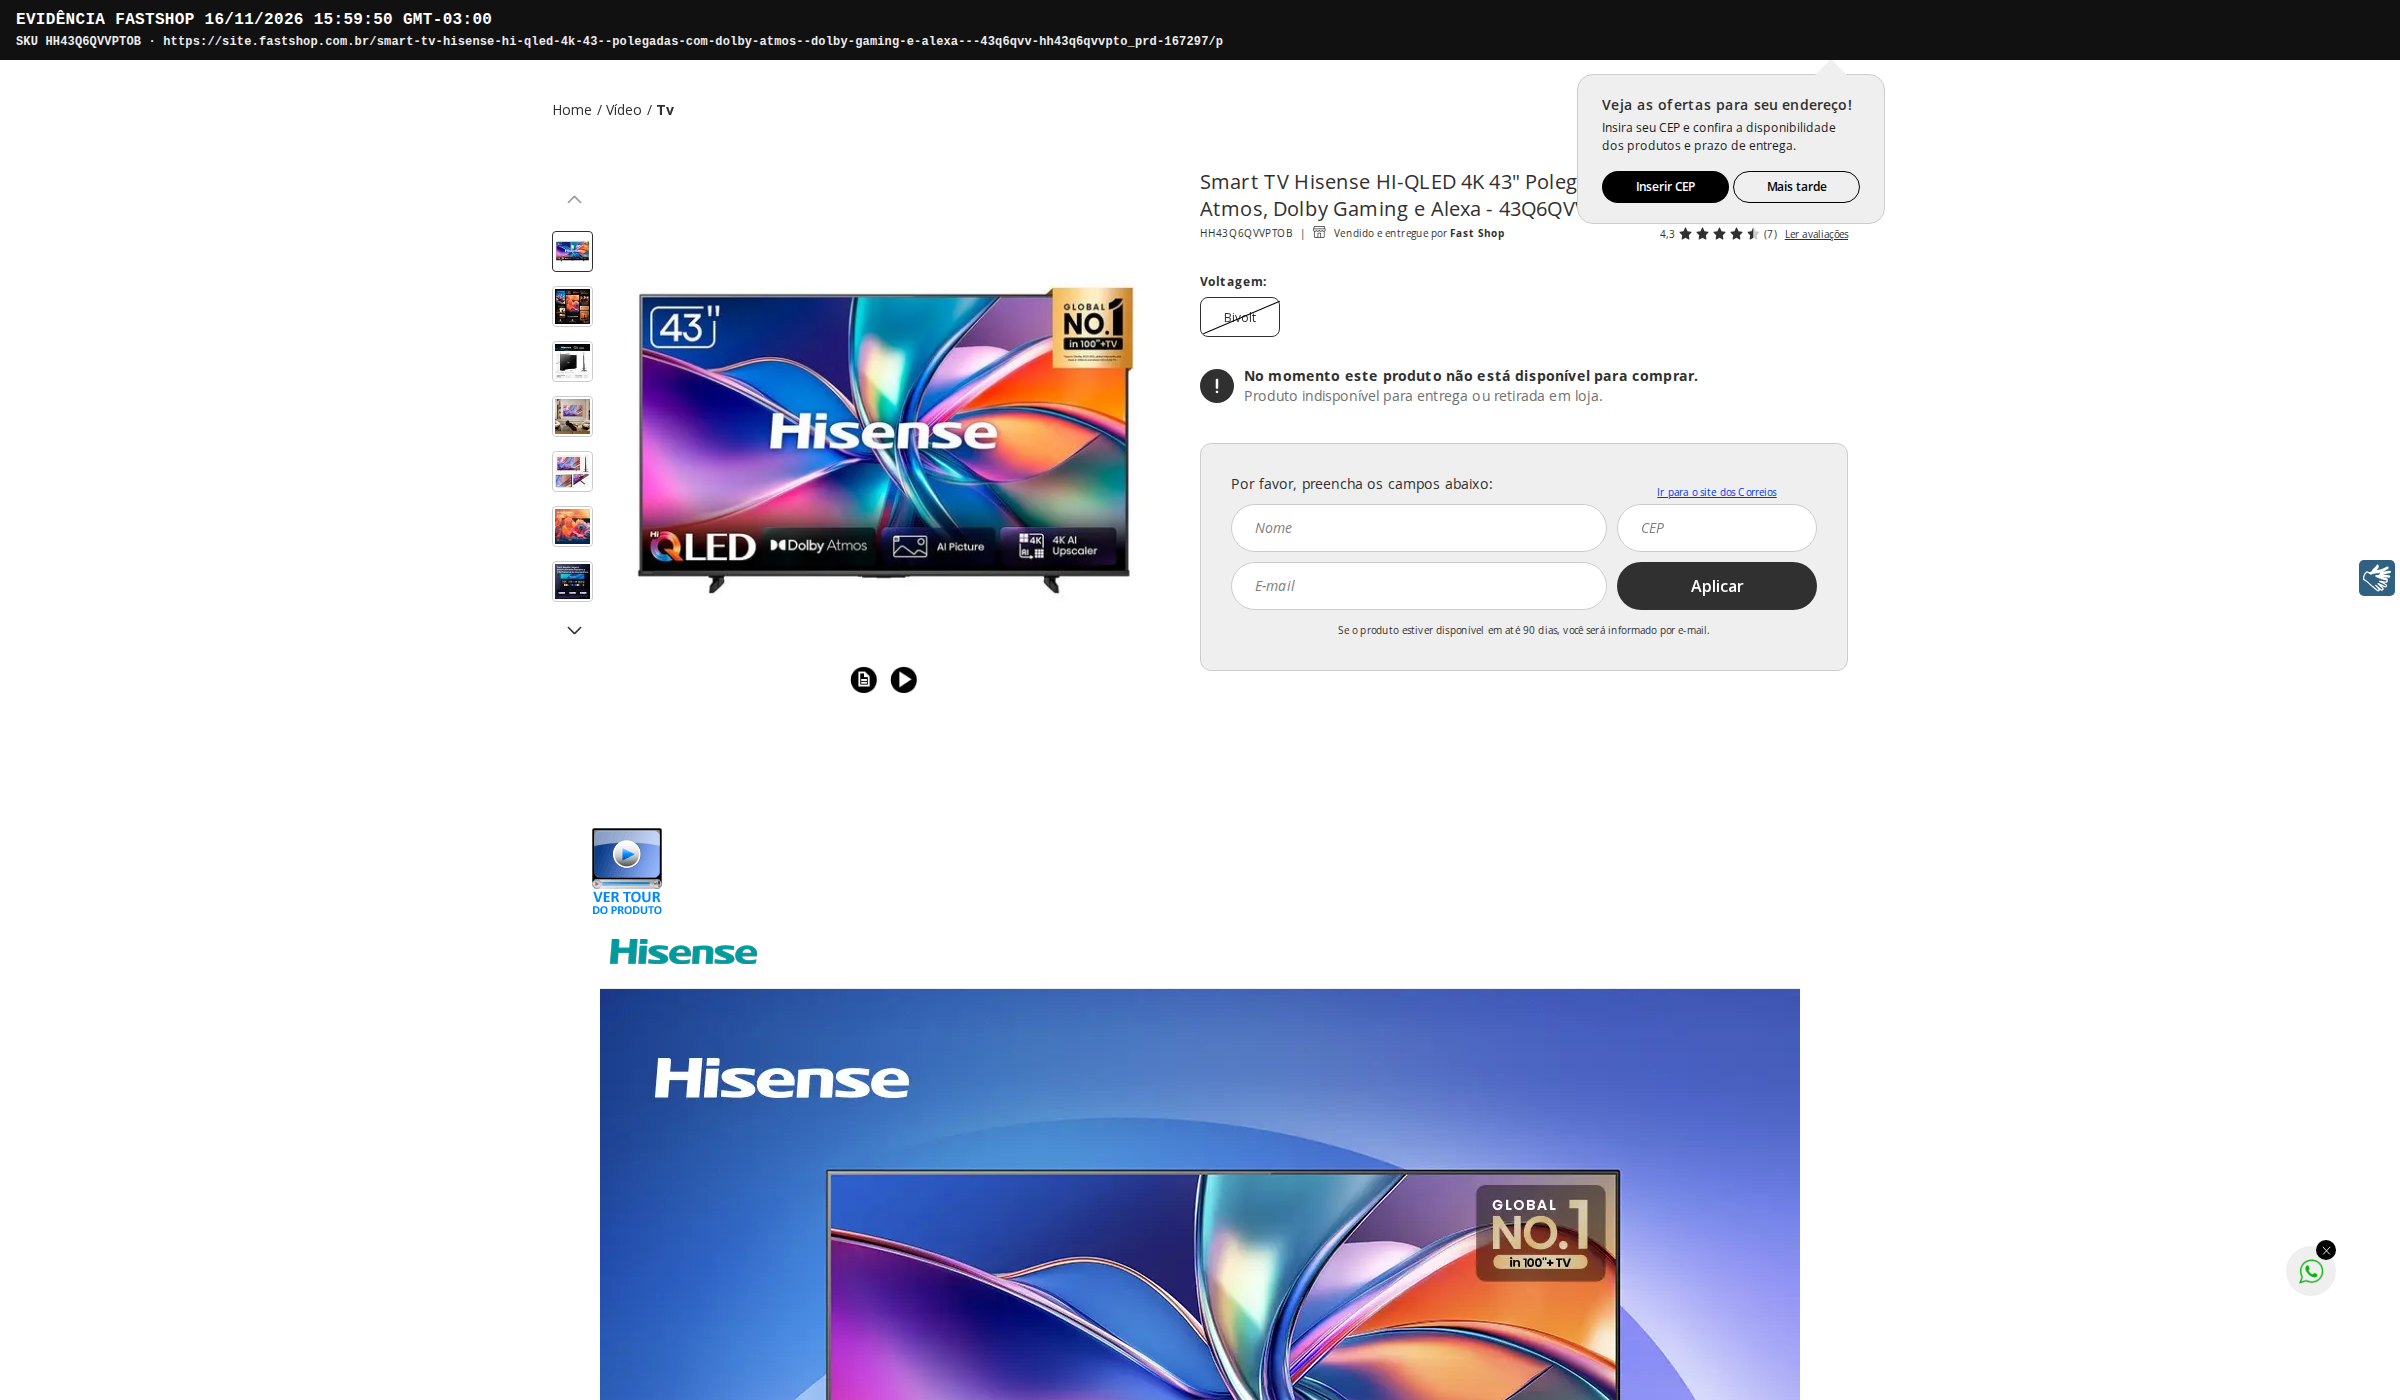 EVIDÊNCIA FASTSHOP 16/11/2026 15:59:50 GMT-03:00
SKU HH43Q6QVVPTOB · https://site.fastshop.com.br/smart-tv-hisense-hi-qled-4k-43--polegadas-com-dolby-atmos--dolby-gaming-e-alexa---43q6qvv-hh43q6qvvpto_prd-167297/p
Home / Vídeo / Tv
Veja as ofertas para seu endereço!
Insira seu CEP e confira a disponibilidade
dos produtos e prazo de entrega.
Inserir CEP
Mais tarde
Smart TV Hisense HI-QLED 4K 43" Poleg
Atmos, Dolby Gaming e Alexa - 43Q6QV
HH43Q6QVVPTOB | Vendido e entregue por Fast Shop
4,3 (7) Ler avaliações
Voltagem:
Bivolt
No momento este produto não está disponível para comprar.
Produto indisponível para entrega ou retirada em loja.
Por favor, preencha os campos abaixo:
Ir para o site dos Correios
Nome
CEP
E-mail
Aplicar
Se o produto estiver disponível em até 90 dias, você será informado por e-mail.
43"
GLOBAL
NO.1
in 100"+TV
Hisense
HI QLED
Dolby Atmos
AI Picture
4K AI
Upscaler
VER TOUR
DO PRODUTO
Hisense
Hisense
GLOBAL
NO.1
in 100"+ TV